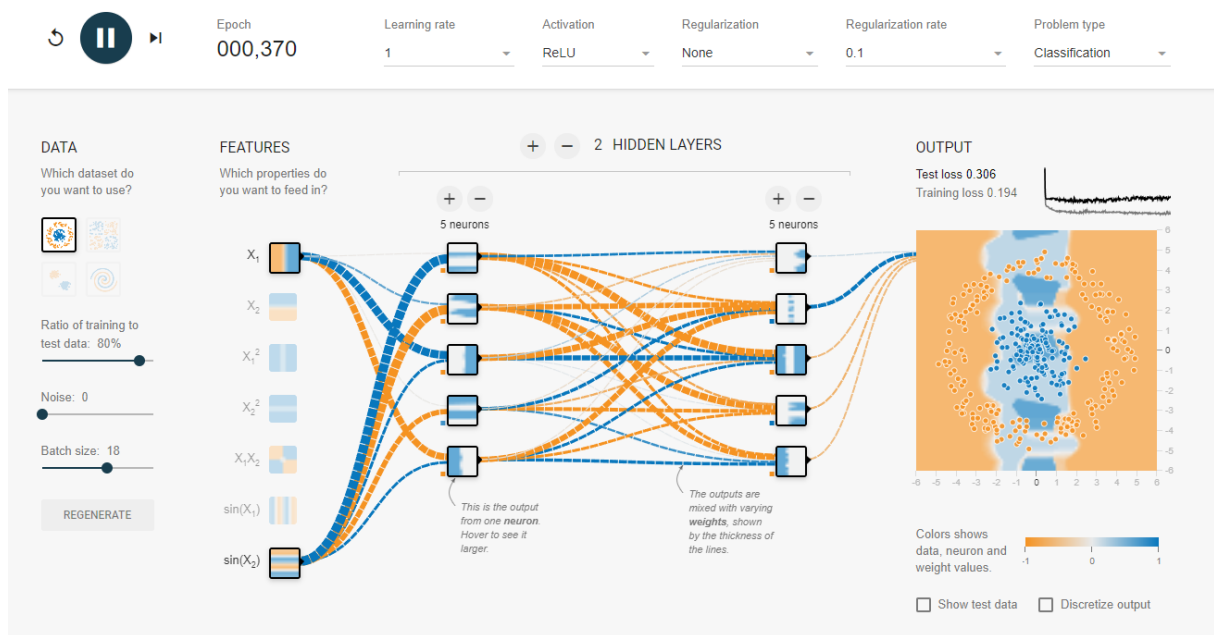 Epoch
000,370
Learning rate
1
Activation
ReLU
Regularization
None
Regularization rate
0.1
Problem type
Classification
DATA
Which dataset do
you want to use?
Ratio of training to
test data: 80%
Noise: 0
Batch size: 18
REGENERATE
FEATURES
Which properties do
you want to feed in?
X₁
X₂
X₁²
X₂²
X₁X₂
sin(X₁)
sin(X₂)
+ − 2 HIDDEN LAYERS
+ −
5 neurons
+ −
5 neurons
This is the output
from one neuron.
Hover to see it
larger.
The outputs are
mixed with varying
weights, shown
by the thickness of
the lines.
OUTPUT
Test loss 0.306
Training loss 0.194
6
5
4
3
2
1
0
-1
-2
-3
-4
-5
-6
-6 -5 -4 -3 -2 -1 0 1 2 3 4 5 6
Colors shows
data, neuron and
weight values.
-1 0 1
Show test data
Discretize output